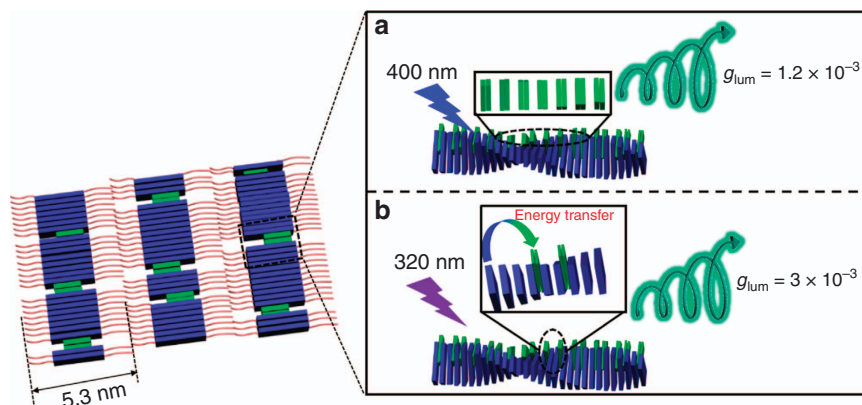 a
400 nm
g_lum = 1.2 × 10⁻³
b
Energy transfer
320 nm
g_lum = 3 × 10⁻³
5.3 nm